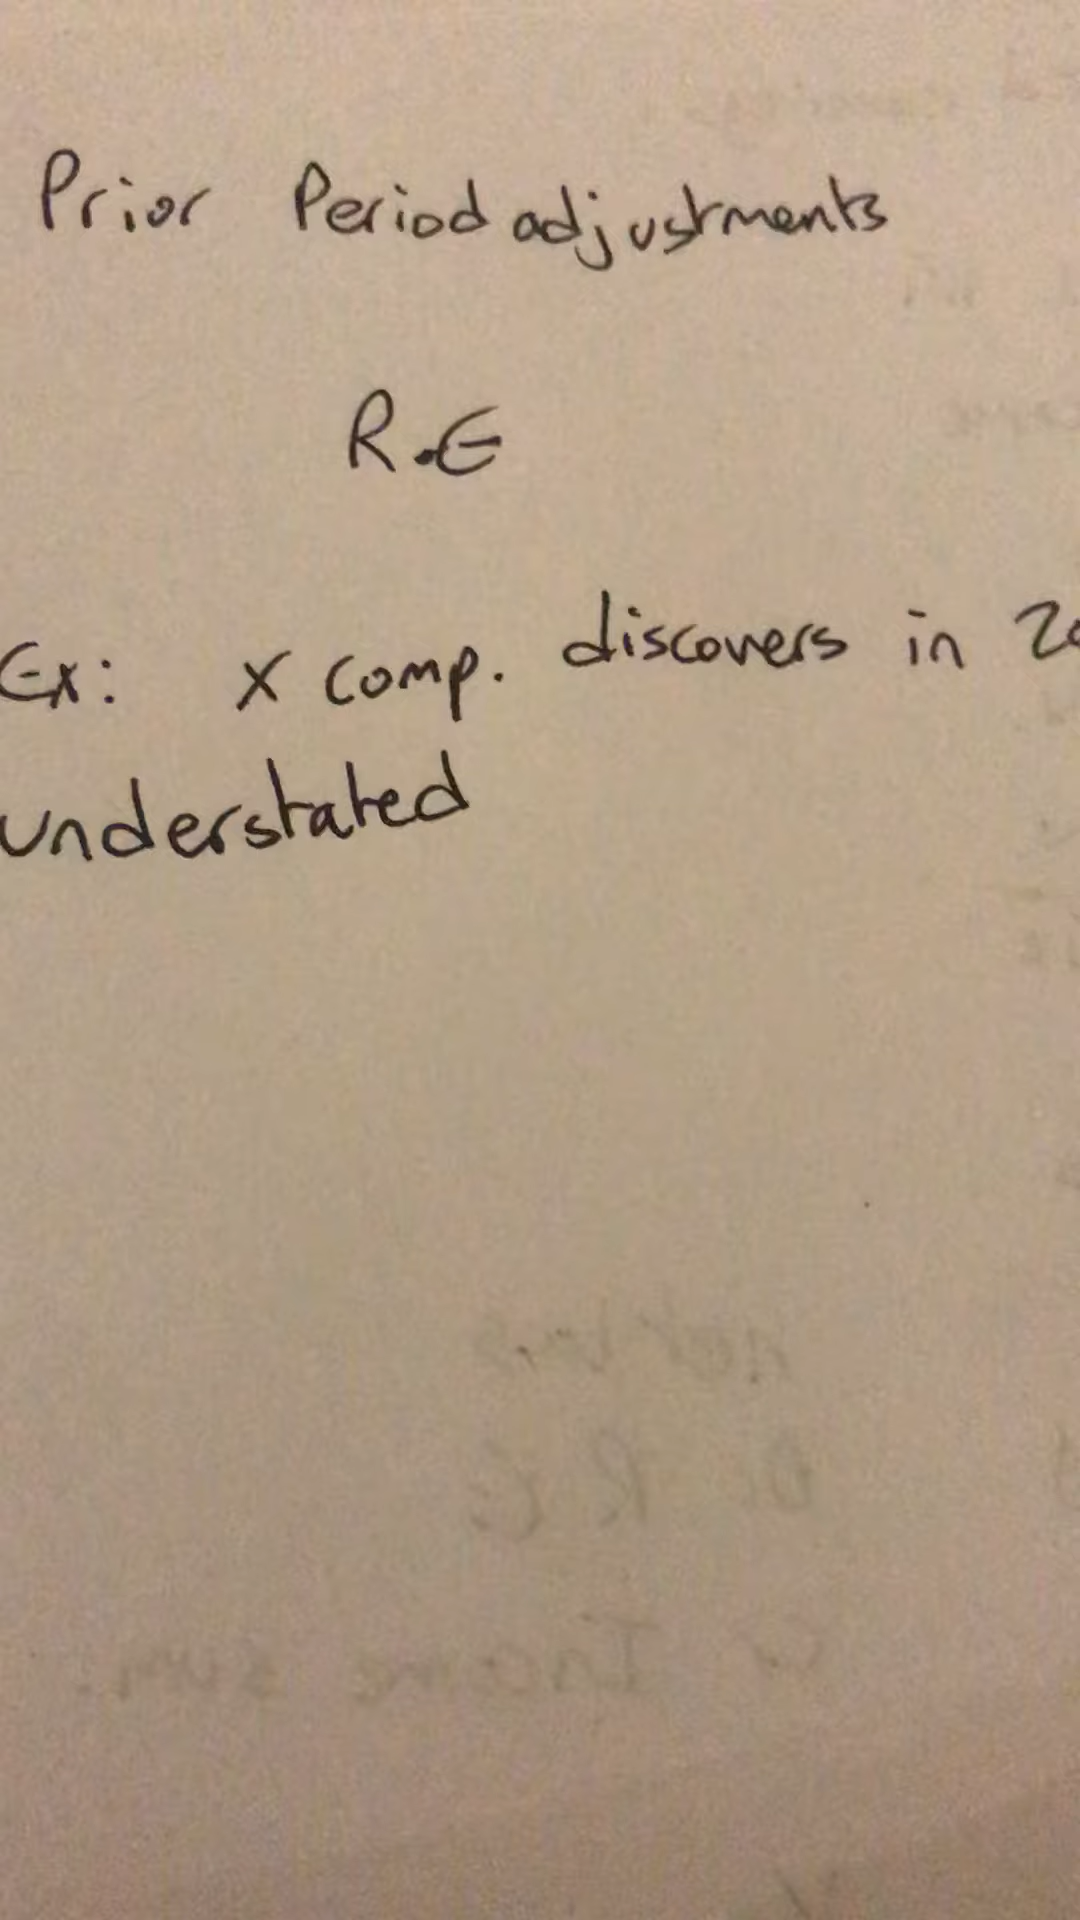 Prior Period adjustments
R.E
Ex: x comp. discovers in
understated